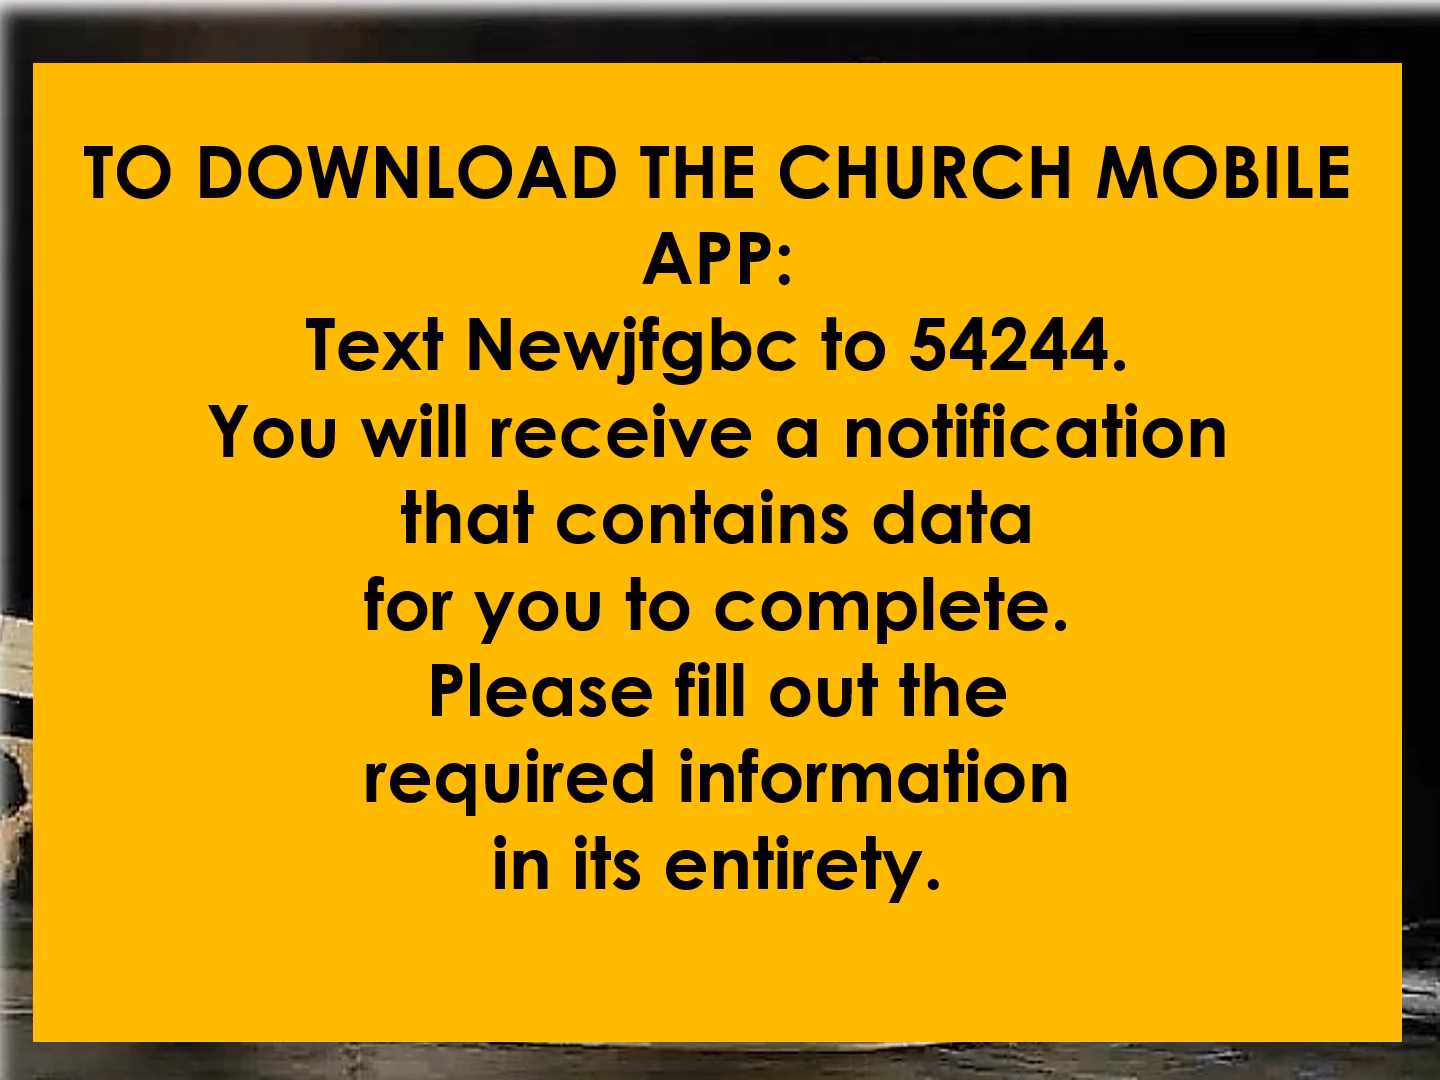 TO DOWNLOAD THE CHURCH MOBILE
APP:
Text Newjfgbc to 54244.
You will receive a notification
that contains data
for you to complete.
Please fill out the
required information
in its entirety.